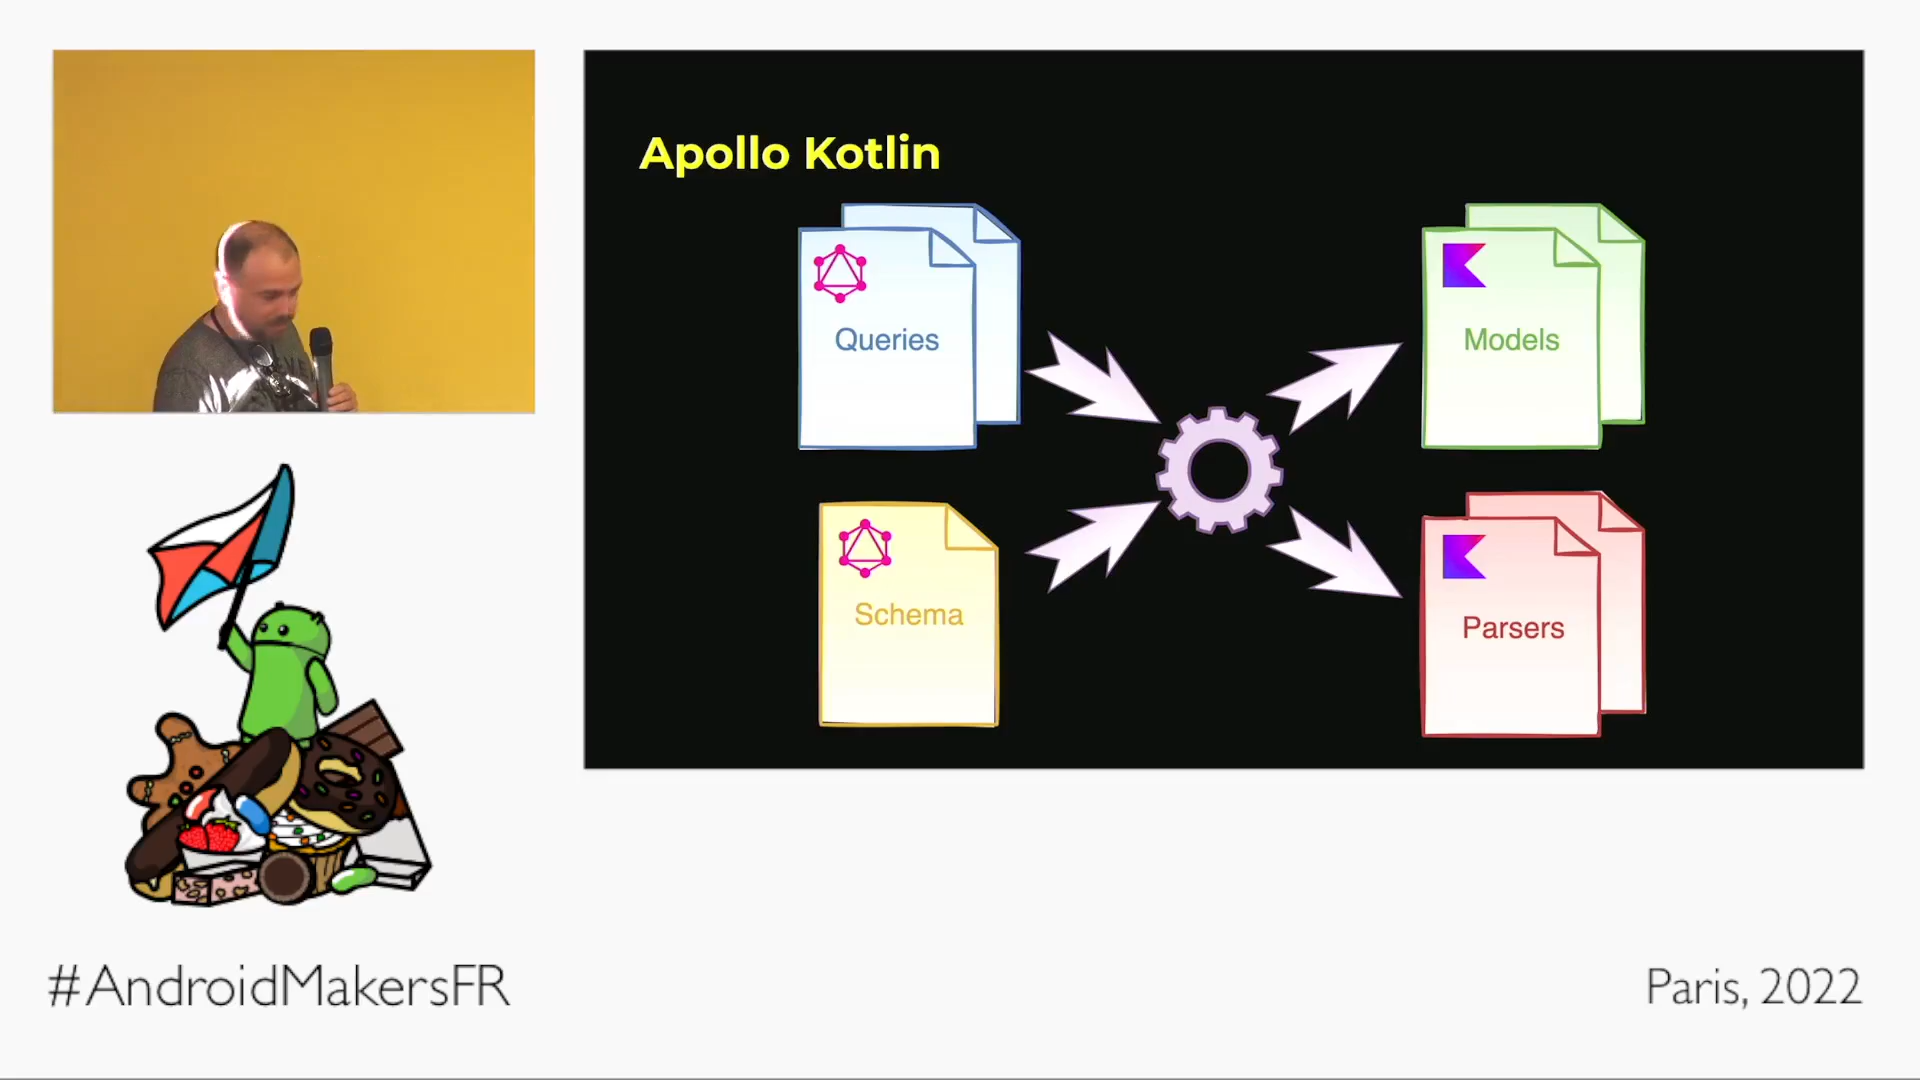 Apollo Kotlin
Queries
Models
Schema
Parsers
#AndroidMakersFR
Paris, 2022